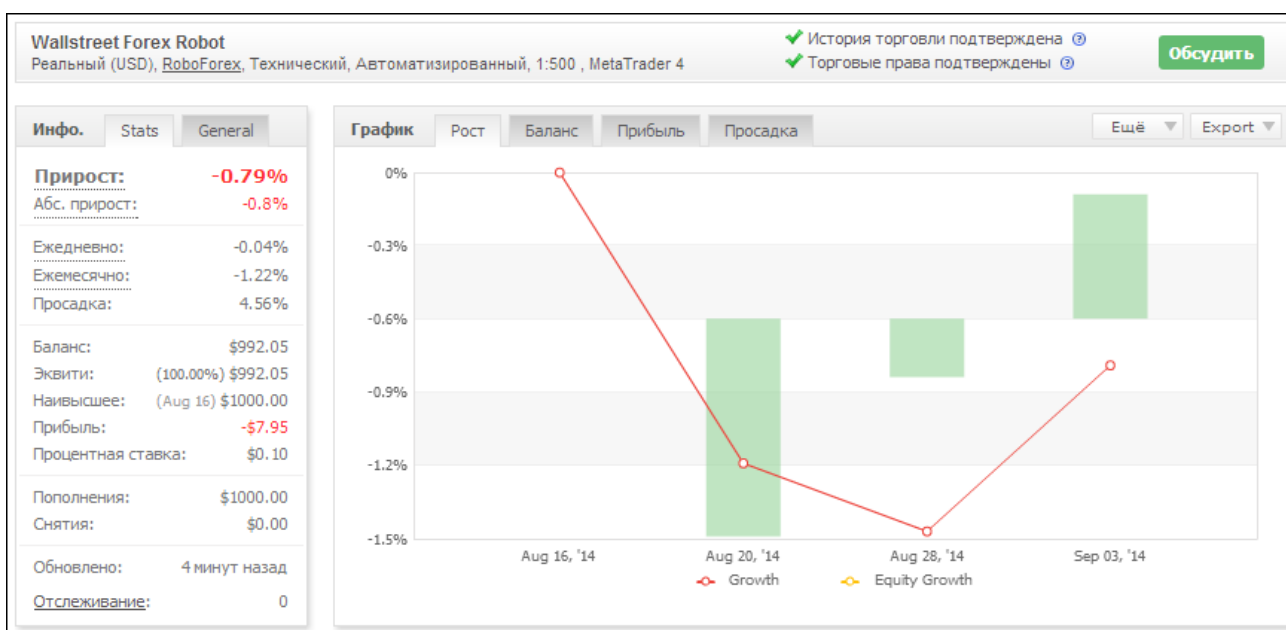 Wallstreet Forex Robot
Реальный (USD), RoboForex, Технический, Автоматизированный, 1:500 , MetaTrader 4
История торговли подтверждена
Торговые права подтверждены
Обсудить
Инфо. Stats General
Прирост: -0.79%
Абс. прирост: -0.8%
Ежедневно: -0.04%
Ежемесячно: -1.22%
Просадка: 4.56%
Баланс: $992.05
Эквити: (100.00%) $992.05
Наивысшее: (Aug 16) $1000.00
Прибыль: -$7.95
Процентная ставка: $0.10
Пополнения: $1000.00
Снятия: $0.00
Обновлено: 4 минут назад
Отслеживание: 0
График Рост Баланс Прибыль Просадка Ещё Export
0%
-0.3%
-0.6%
-0.9%
-1.2%
-1.5%
Aug 16, '14 Aug 20, '14 Aug 28, '14 Sep 03, '14
Growth Equity Growth